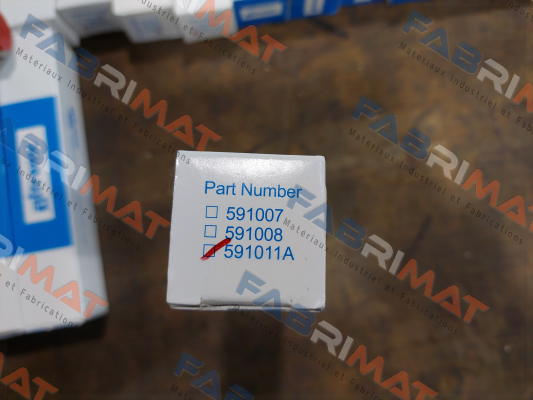 Part Number
591007
591008
591011A
FABRIMAT
Materiaux Industriel et Fabrications